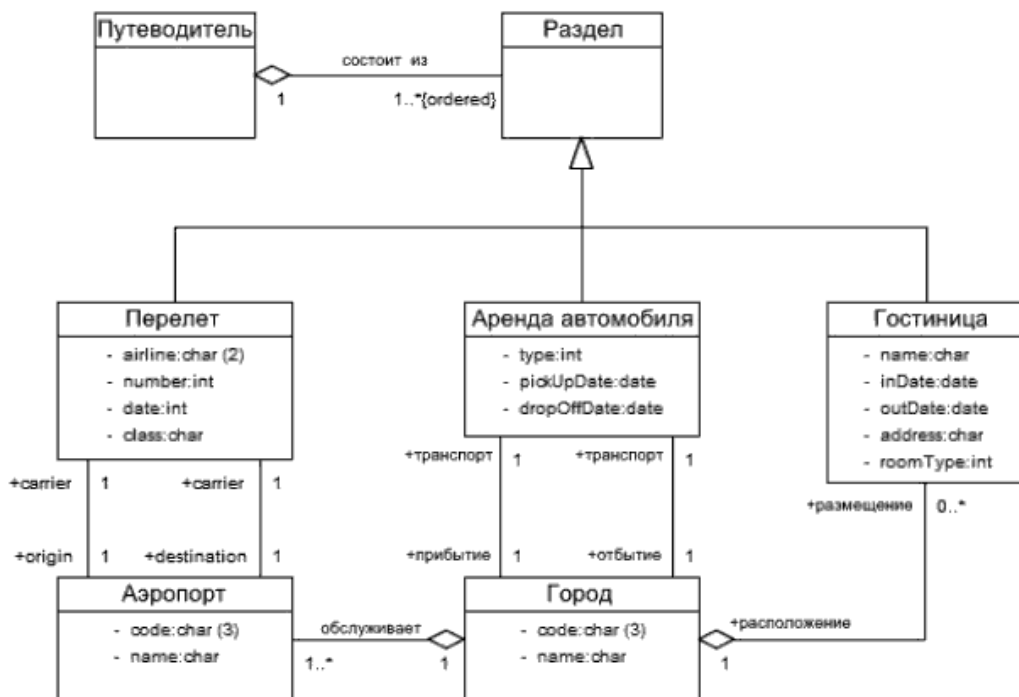 Путеводитель
Раздел
состоит из
1
1..*{ordered}
Перелет
- airline:char (2)
- number:int
- date:int
- class:char
Аренда автомобиля
- type:int
- pickUpDate:date
- dropOffDate:date
Гостиница
- name:char
- inDate:date
- outDate:date
- address:char
- roomType:int
+carrier 1 +carrier 1
+транспорт 1 +транспорт 1
+размещение 0..*
+origin 1 +destination 1
+прибытие 1 +отбытие 1
Аэропорт
- code:char (3)
- name:char
обслуживает
1..* 1
Город
- code:char (3)
- name:char
+расположение
1